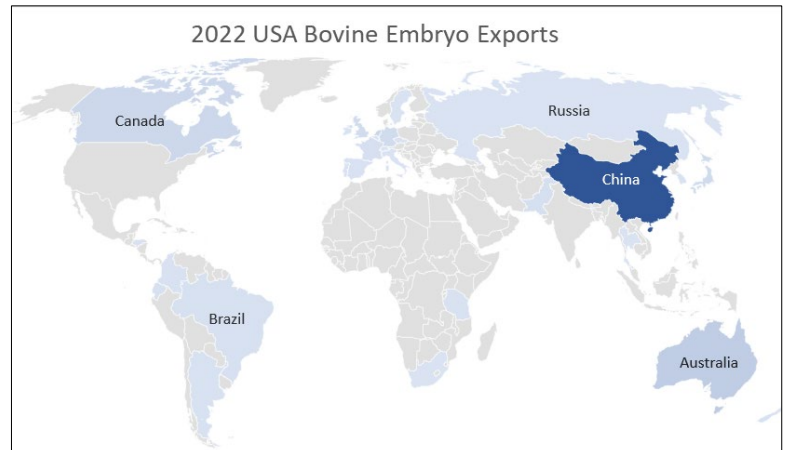 2022 USA Bovine Embryo Exports
Canada
Russia
China
Brazil
Australia